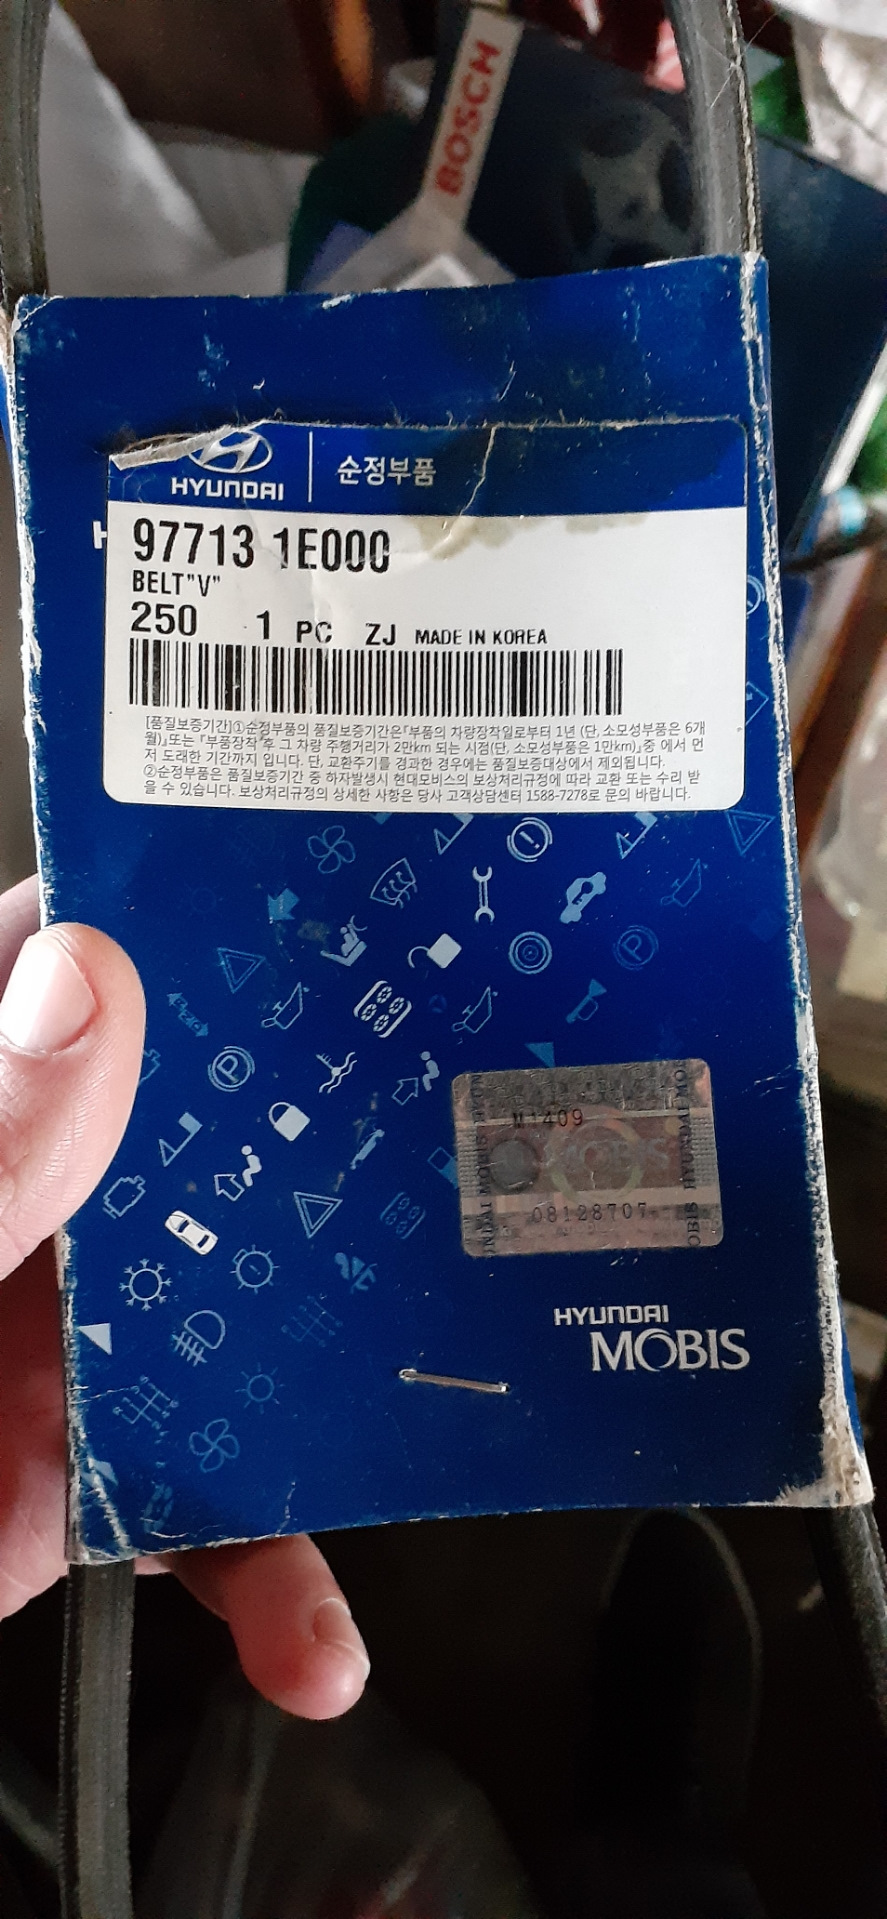 BOSCH
HYUNDAI 순정부품
H
97713 1E000
BELT"V"
250 1 PC ZJ MADE IN KOREA
[품질보증기간]①순정부품의 품질보증기간은『부품의 차량장착일로부터 1년 (단, 소모성부품은 6개
월)』또는 『부품장착 후 그 차량 주행거리가 2만km 되는 시점(단, 소모성부품은 1만km)』중 에서 먼
저 도래한 기간까지 입니다. 단, 교환주기를 경과한 경우에는 품질보증대상에서 제외됩니다.
②순정부품은 품질보증기간 중 하자발생시 현대모비스의 보상처리규정에 따라 교환 또는 수리 받
을 수 있습니다. 보상처리규정의 상세한 사항은 당사 고객상담센터 1588-7278로 문의 바랍니다.
M1409
MOBIS
08128707
HYUNDAI
MOBIS